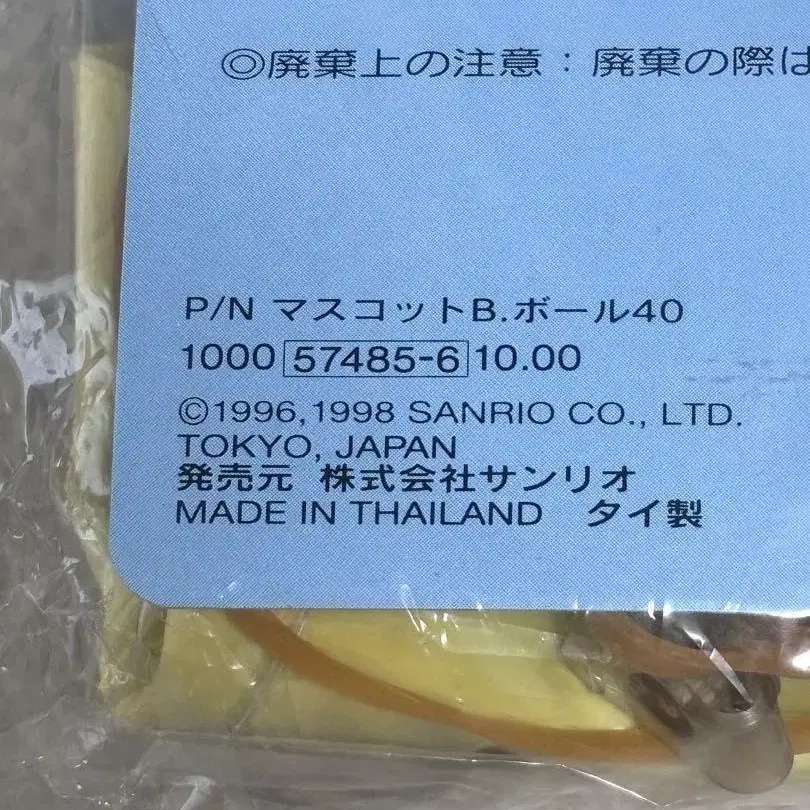 ◎廃棄上の注意：廃棄の際は
P/N マスコットB.ボール40
1000 57485-6 10.00
©1996,1998 SANRIO CO., LTD.
TOKYO, JAPAN
発売元 株式会社サンリオ
MADE IN THAILAND タイ製